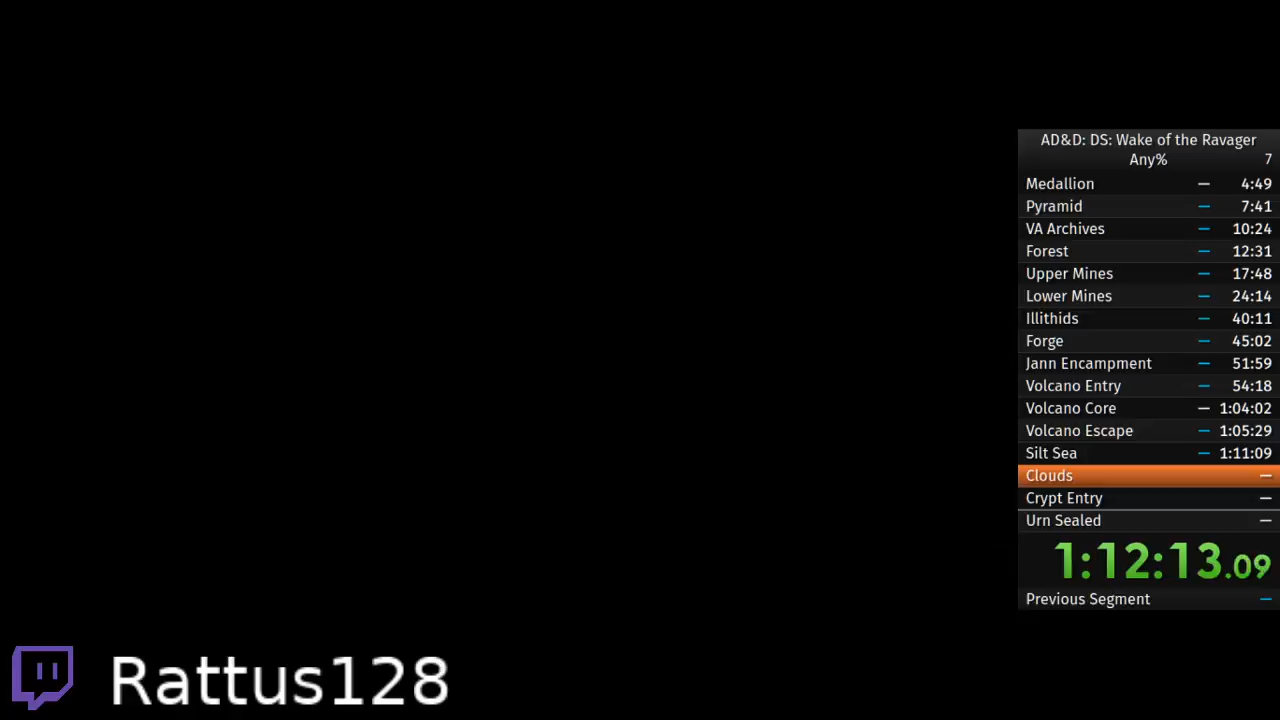 AD&D: DS: Wake of the Ravager
Any% 7
Medallion — 4:49
Pyramid — 7:41
VA Archives — 10:24
Forest — 12:31
Upper Mines — 17:48
Lower Mines — 24:14
Illithids — 40:11
Forge — 45:02
Jann Encampment — 51:59
Volcano Entry — 54:18
Volcano Core — 1:04:02
Volcano Escape — 1:05:29
Silt Sea — 1:11:09
Clouds —
Crypt Entry —
Urn Sealed —
1:12:13.09
Previous Segment —
Rattus128